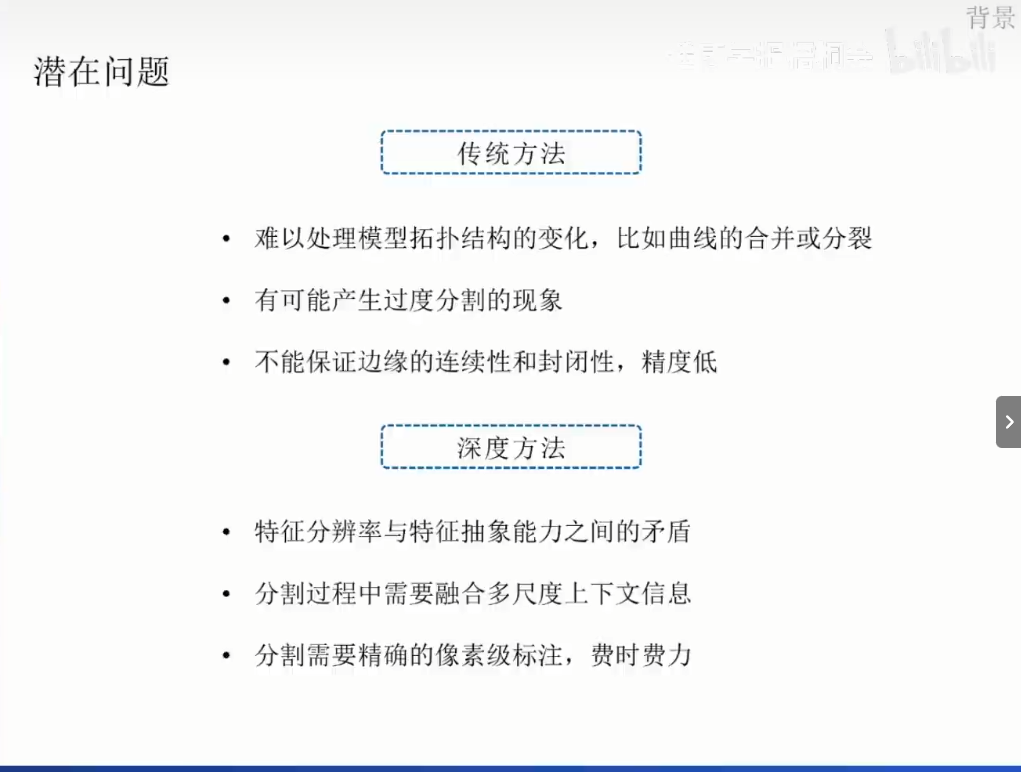 背景
bilibili
潜在问题
传统方法
• 难以处理模型拓扑结构的变化，比如曲线的合并或分裂
• 有可能产生过度分割的现象
• 不能保证边缘的连续性和封闭性，精度低
深度方法
• 特征分辨率与特征抽象能力之间的矛盾
• 分割过程中需要融合多尺度上下文信息
• 分割需要精确的像素级标注，费时费力